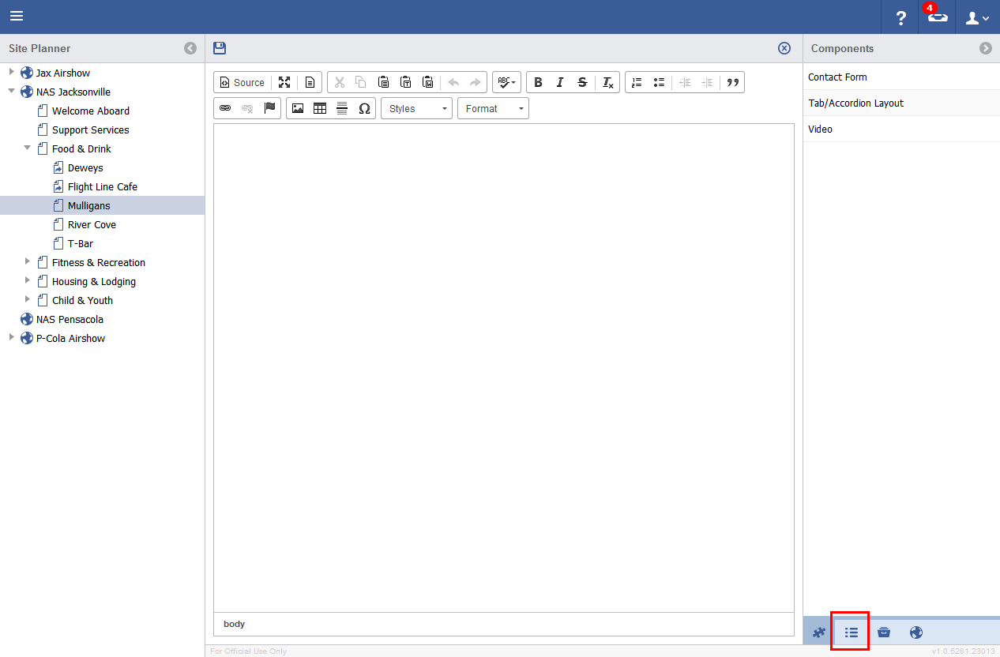 4
Site Planner
Jax Airshow
NAS Jacksonville
Welcome Aboard
Support Services
Food & Drink
Deweys
Flight Line Cafe
Mulligans
River Cove
T-Bar
Fitness & Recreation
Housing & Lodging
Child & Youth
NAS Pensacola
P-Cola Airshow
Source
ABC
B I S Tx
Styles
Format
body
Components
Contact Form
Tab/Accordion Layout
Video
For Official Use Only
v1.0.5281.23013